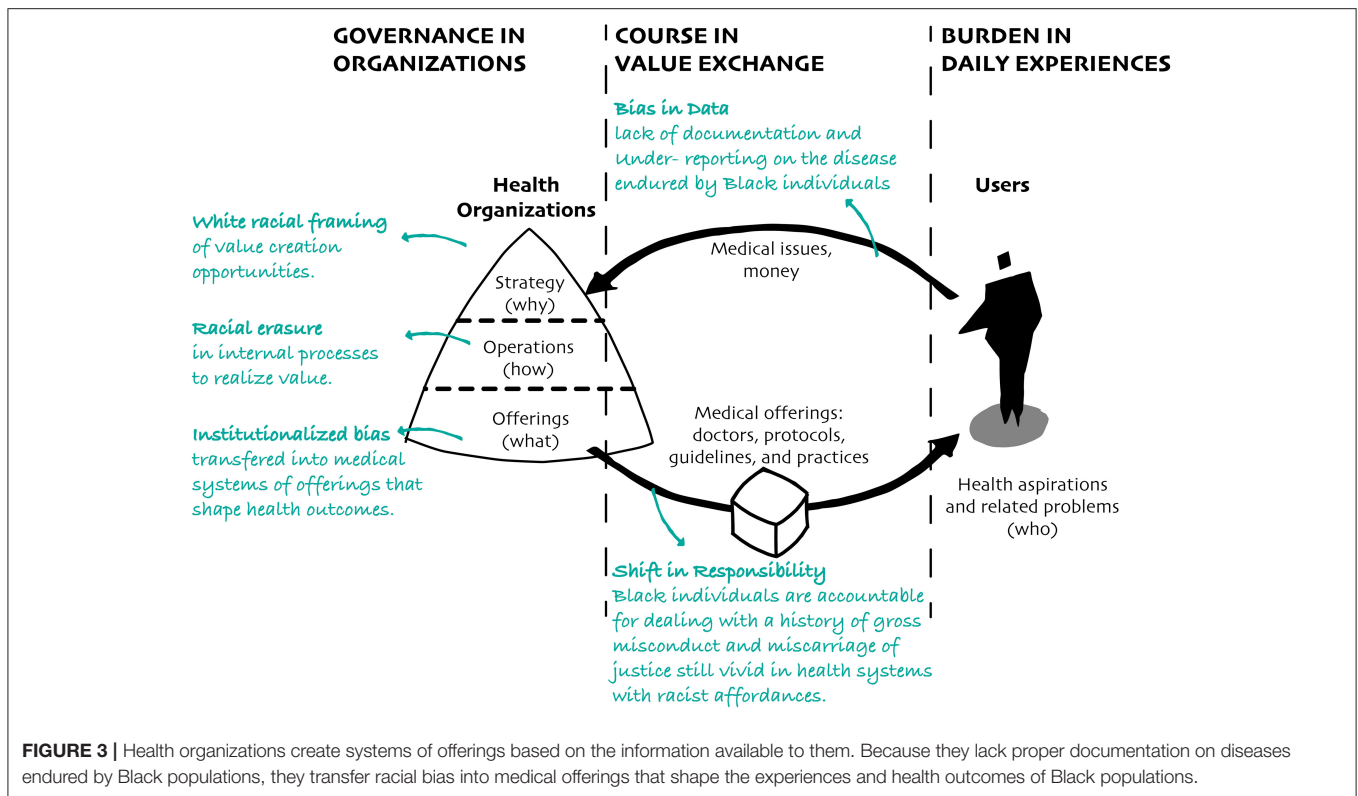 GOVERNANCE IN
ORGANIZATIONS
COURSE IN
VALUE EXCHANGE
BURDEN IN
DAILY EXPERIENCES
Bias in Data
lack of documentation and
Under- reporting on the disease
endured by Black individuals
Health
Organizations
Users
White racial framing
of value creation
opportunities.
Strategy
(why)
Medical issues,
money
Racial erasure
in internal processes
to realize value.
Operations
(how)
Institutionalized bias
transfered into medical
systems of offerings that
shape health outcomes.
Offerings
(what)
Medical offerings:
doctors, protocols,
guidelines, and practices
Health aspirations
and related problems
(who)
Shift in Responsibility
Black individuals are accountable
for dealing with a history of gross
misconduct and miscarriage of
justice still vivid in health systems
with racist affordances.
FIGURE 3 | Health organizations create systems of offerings based on the information available to them. Because they lack proper documentation on diseases
endured by Black populations, they transfer racial bias into medical offerings that shape the experiences and health outcomes of Black populations.